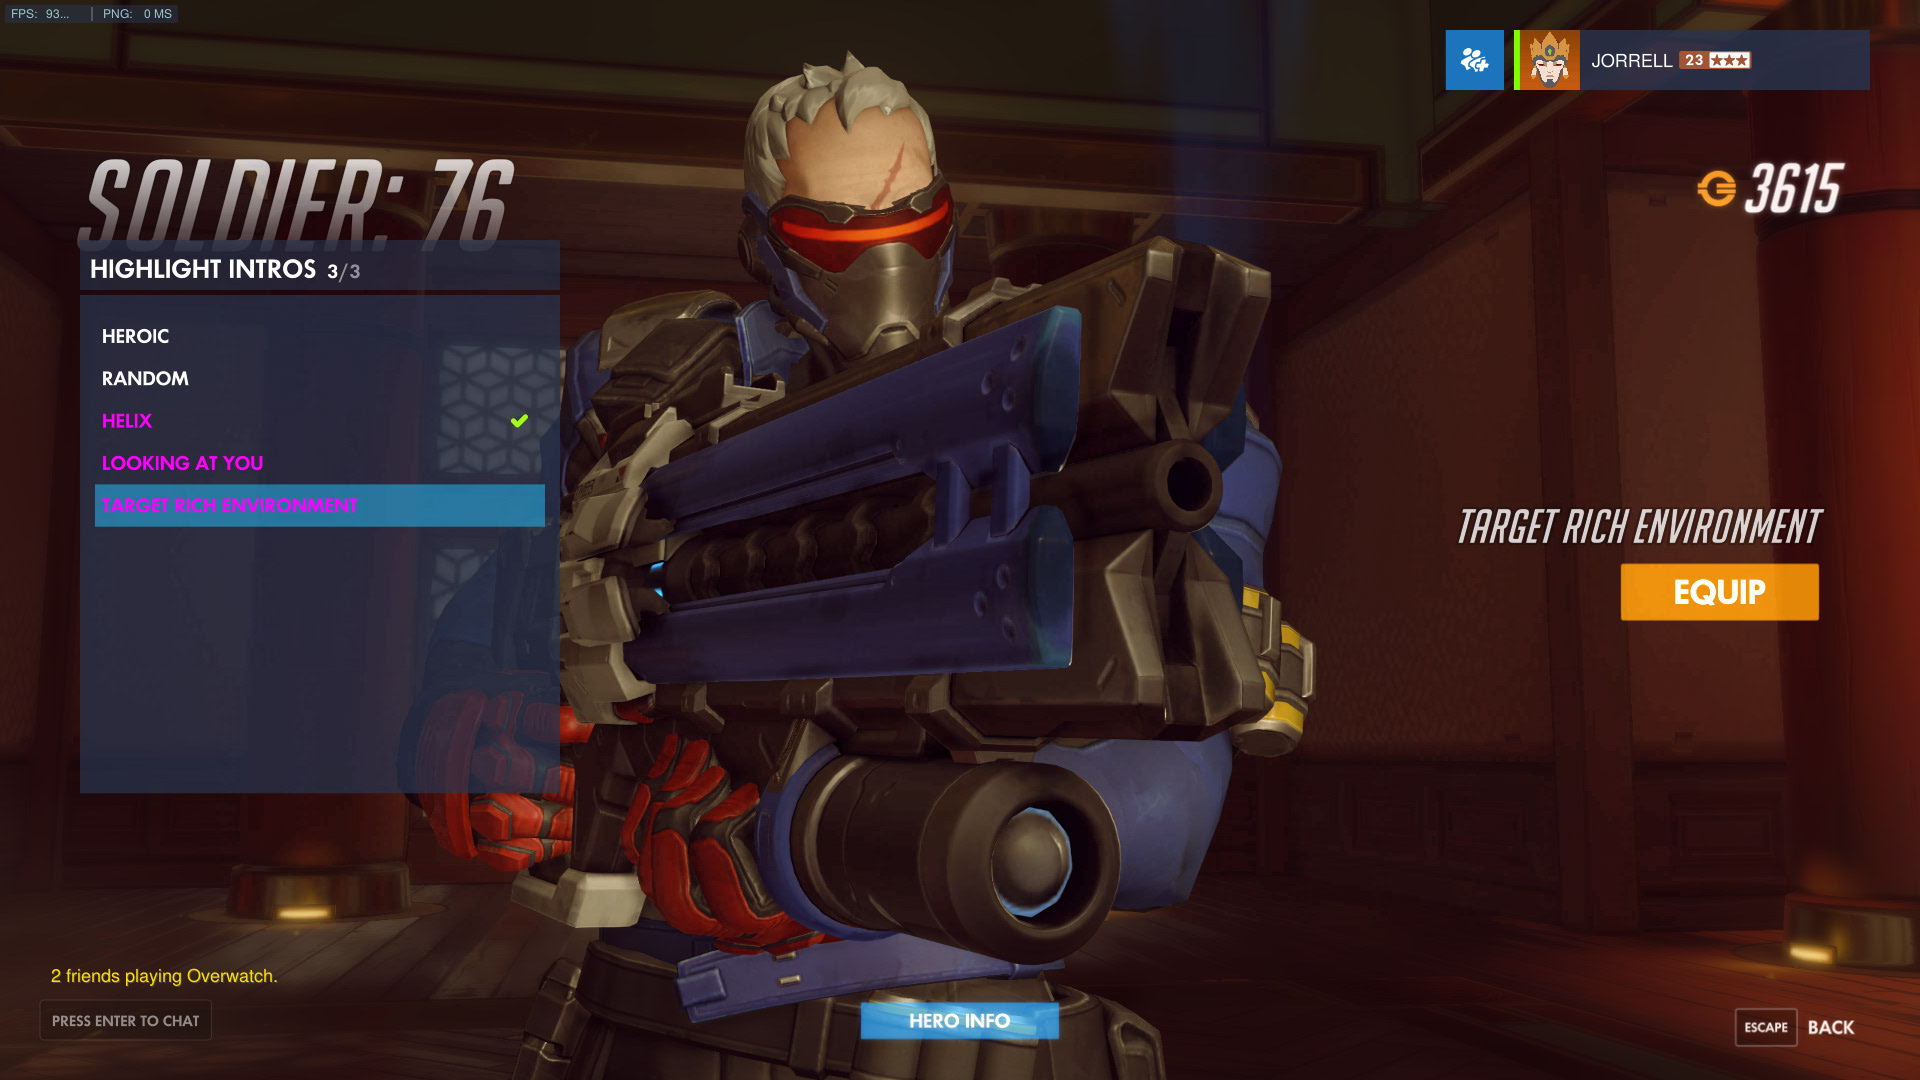 FPS: 93... | PNG: 0 MS
JORRELL 23
SOLDIER: 76
3615
HIGHLIGHT INTROS 3/3
HEROIC
RANDOM
HELIX
LOOKING AT YOU
TARGET RICH ENVIRONMENT
TARGET RICH ENVIRONMENT
EQUIP
2 friends playing Overwatch.
PRESS ENTER TO CHAT
HERO INFO
ESCAPE BACK